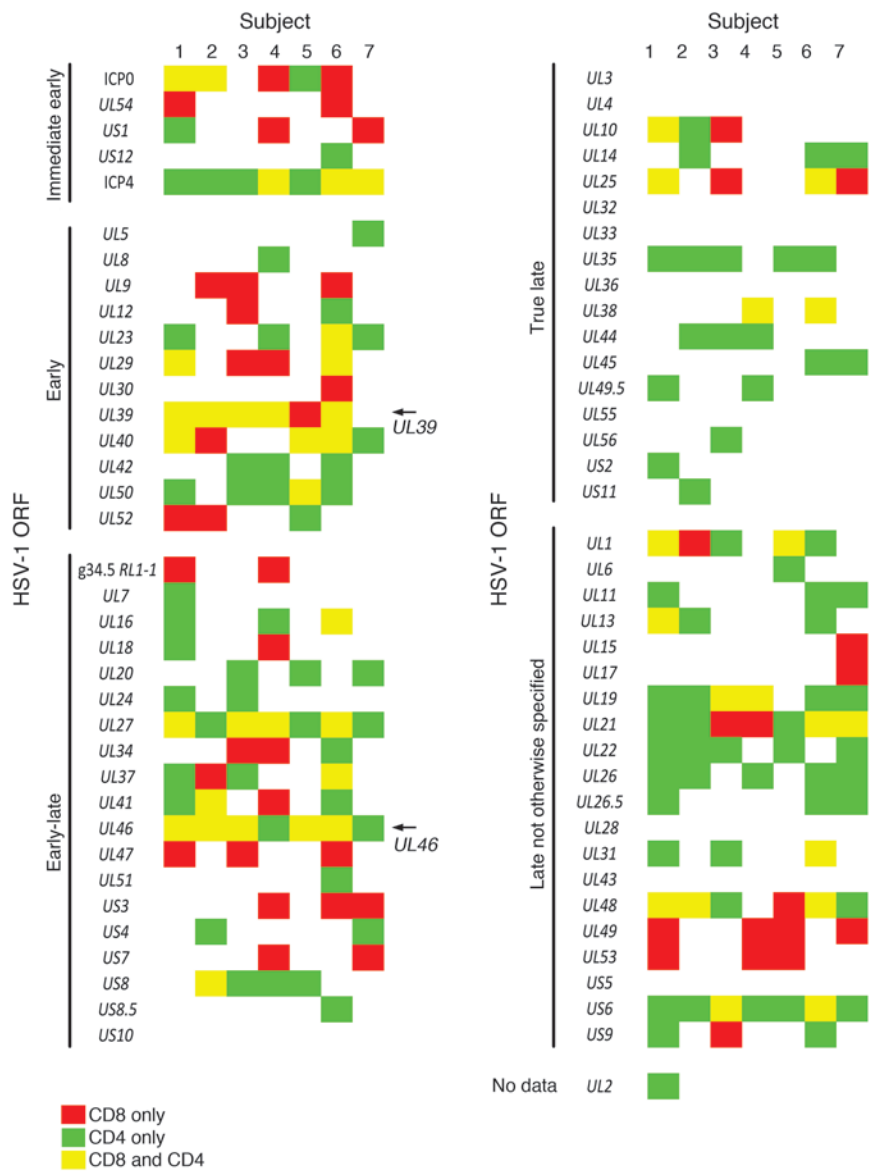 Subject
1 2 3 4 5 6 7
HSV-1 ORF
Immediate early
ICP0
UL54
US1
US12
ICP4
Early
UL5
UL8
UL9
UL12
UL23
UL29
UL30
UL39
UL39
UL40
UL42
UL50
UL52
Early-late
g34.5 RL1-1
UL7
UL16
UL18
UL20
UL24
UL27
UL34
UL37
UL41
UL46
UL46
UL47
UL51
US3
US4
US7
US8
US8.5
US10
CD8 only
CD4 only
CD8 and CD4
Subject
1 2 3 4 5 6 7
HSV-1 ORF
True late
UL3
UL4
UL10
UL14
UL25
UL32
UL33
UL35
UL36
UL38
UL44
UL45
UL49.5
UL55
UL56
US2
US11
Late not otherwise specified
UL1
UL6
UL11
UL13
UL15
UL17
UL19
UL21
UL22
UL26
UL26.5
UL28
UL31
UL43
UL48
UL49
UL53
US5
US6
US9
No data UL2